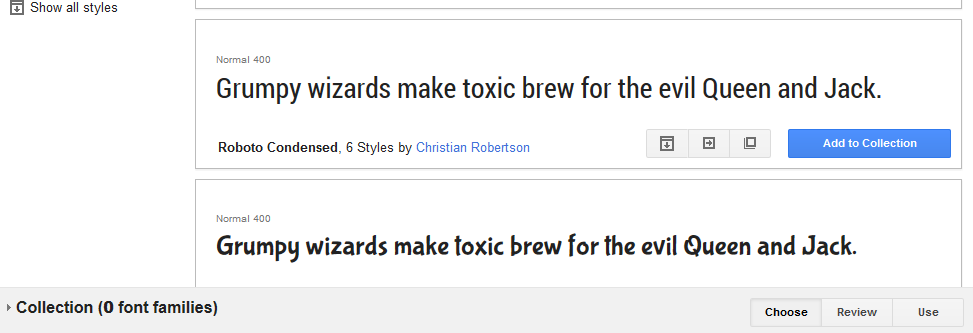 Show all styles
Normal 400
Grumpy wizards make toxic brew for the evil Queen and Jack.
Roboto Condensed, 6 Styles by Christian Robertson
Add to Collection
Normal 400
Grumpy wizards make toxic brew for the evil Queen and Jack.
Collection (0 font families)
Choose
Review
Use